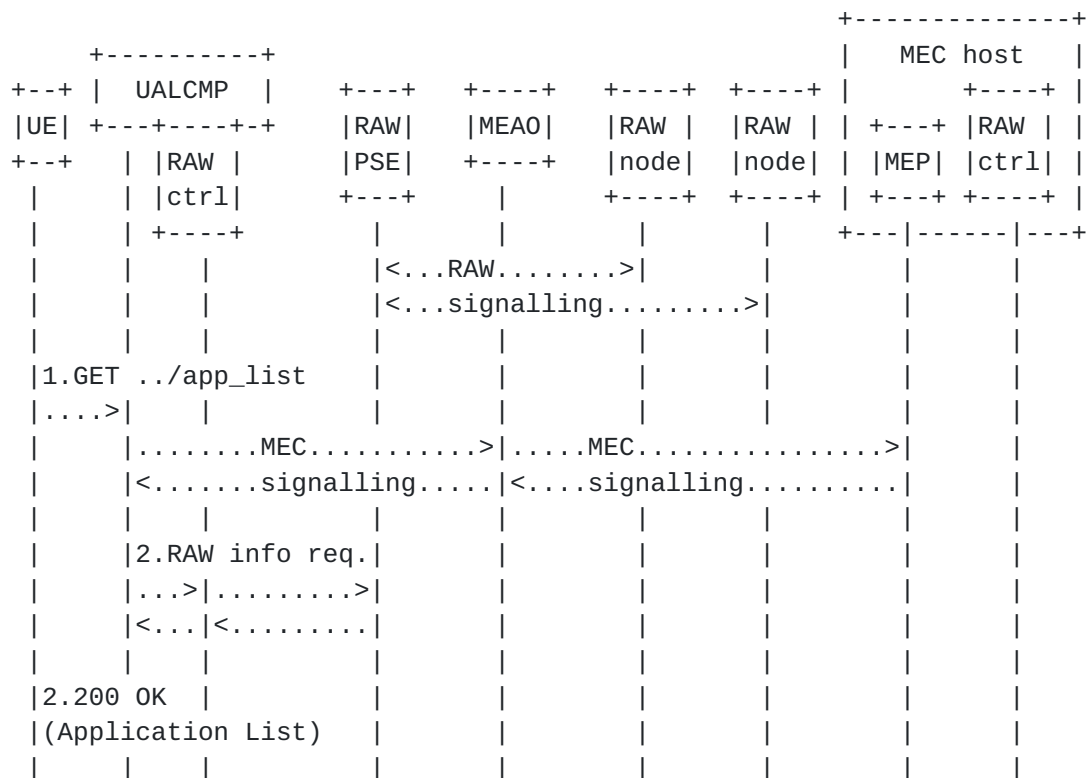 +--------------+
     +----------+                                    |   MEC host   |
+--+ |  UALCMP  |    +---+   +----+   +----+  +----+ |       +----+ |
|UE| +---+----+-+    |RAW|   |MEAO|   |RAW |  |RAW | | +---+ |RAW | |
+--+   | |RAW |      |PSE|   +----+   |node|  |node| | |MEP| |ctrl| |
 |     | |ctrl|      +---+     |      +----+  +----+ | +---+ +----+ |
 |     | +----+        |       |        |       |    +---|------|---+
 |     |    |          |<...RAW........>|       |        |      |
 |     |    |          |<...signalling.........>|        |      |
 |     |    |          |       |        |       |        |      |
 |1.GET ../app_list    |       |        |       |        |      |
 |....>|    |          |       |        |       |        |      |
 |     |........MEC...........>|.....MEC................>|      |
 |     |<.......signalling.....|<....signalling..........|      |
 |     |    |          |       |        |       |        |      |
 |     |2.RAW info req.|       |        |       |        |      |
 |     |...>|.........>|       |        |       |        |      |
 |     |<...|<.........|       |        |       |        |      |
 |     |    |          |       |        |       |        |      |
 |2.200 OK  |          |       |        |       |        |      |
 |(Application List)   |       |        |       |        |      |
 |     |    |          |       |        |       |        |      |